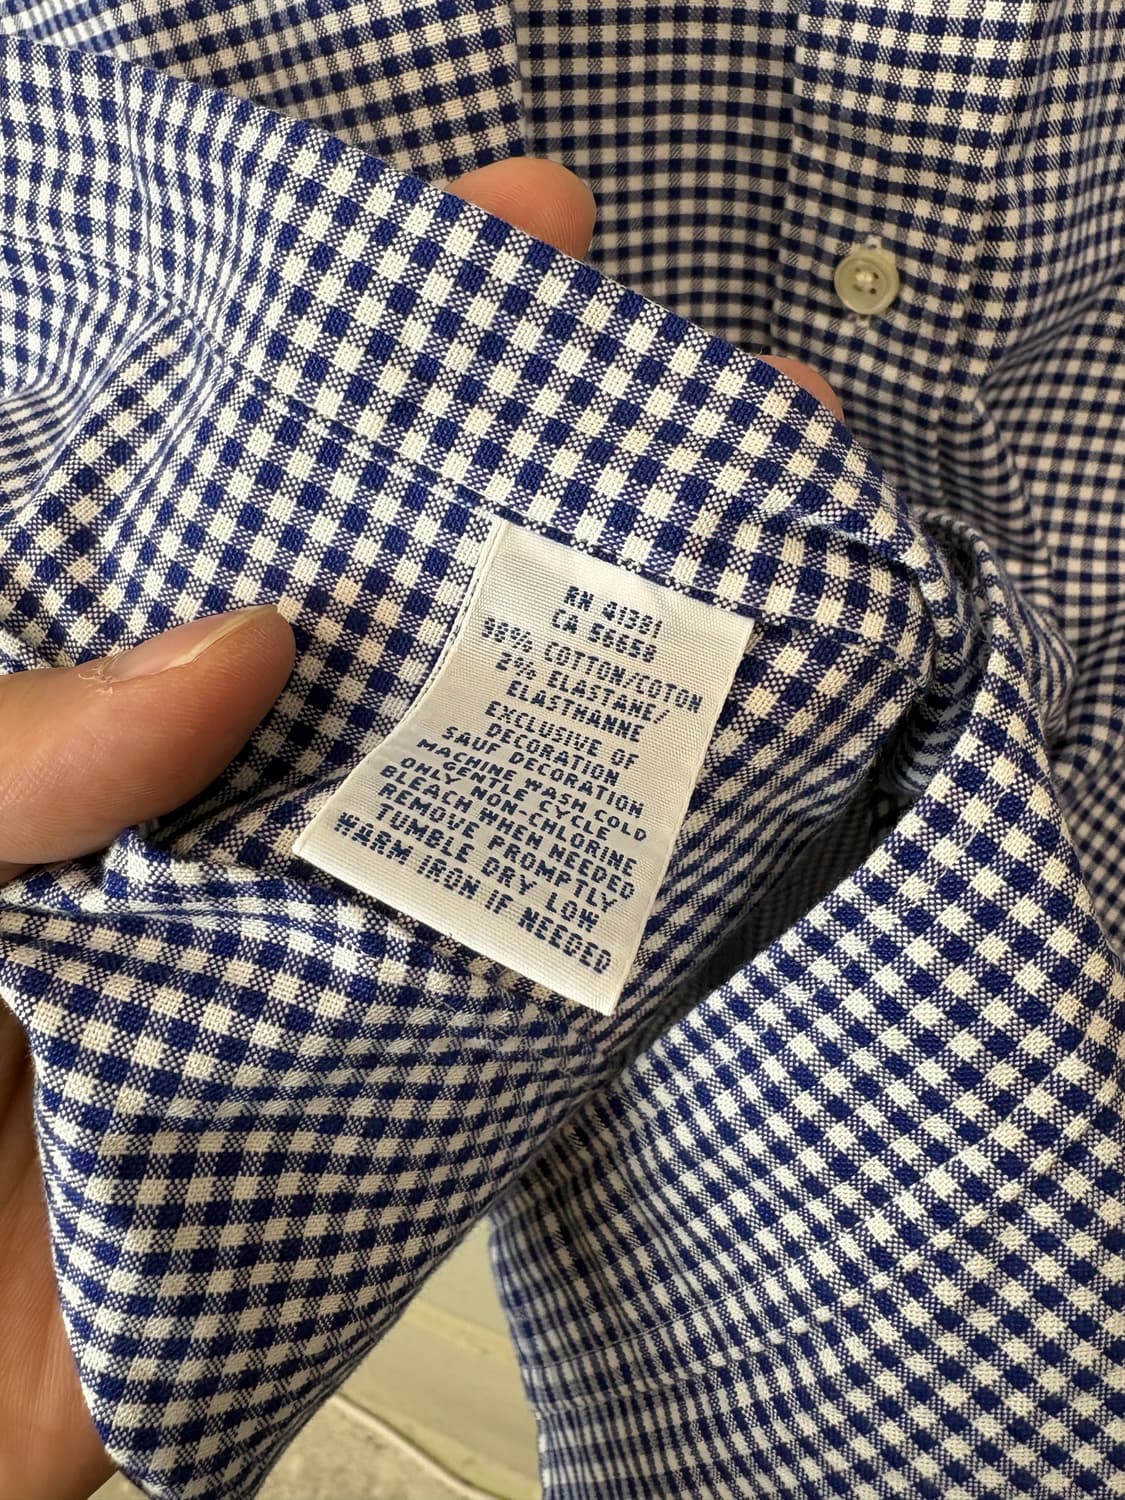 RN 41381
CA 56658
98% COTTON/COTON
2% ELASTANE/
ELASTHANNE
EXCLUSIVE OF
DECORATION
SAUF DECORATION
MACHINE WASH COLD
GENTLE CYCLE
ONLY NON-CHLORINE
BLEACH WHEN NEEDED
REMOVE PROMPTLY
TUMBLE DRY LOW
WARM IRON IF NEEDED